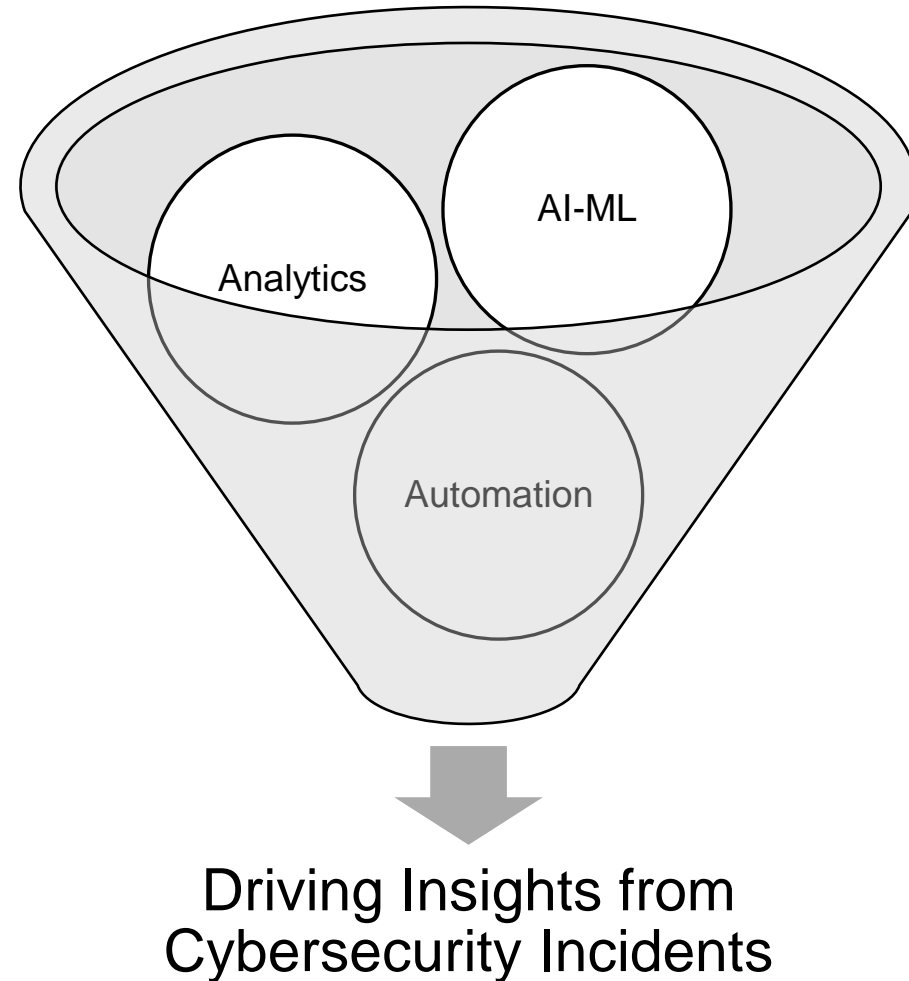 AI-ML
Analytics
Automation
Driving Insights from
Cybersecurity Incidents